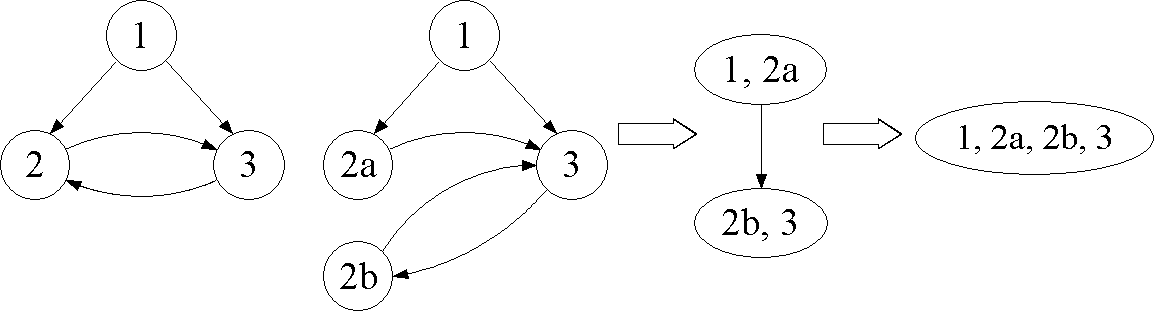 1
2
3
1
2a
3
2b
1, 2a
2b, 3
1, 2a, 2b, 3